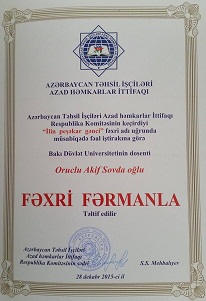 AZƏRBAYCAN TƏHSİL İŞÇİLƏRİ
AZAD HƏMKARLAR İTTİFAQI
Azərbaycan Təhsil İşçiləri Azad həmkarlar İttifaqı
Respublika Komitəsinin keçirdiyi
"İlin peşəkar gənci" fəxri adı uğrunda
müsabiqədə fəal iştirakına görə
Bakı Dövlət Universitetinin dosenti
Oruclu Akif Sovda oğlu
FƏXRİ FƏRMANLA
Təltif edilir
Azərbaycan Təhsil İşçiləri
Azad həmkarlar İttifaqı
Respublika Komitəsinin sədri
S.S. Mehbalıyev
28 dekabr 2015-ci il